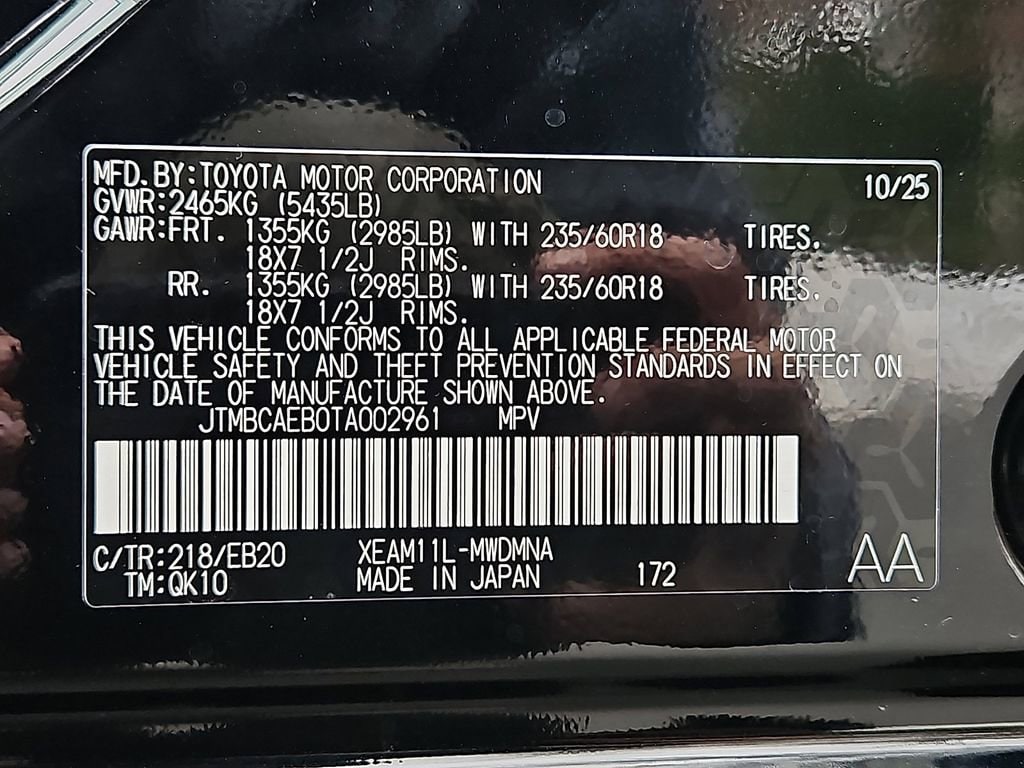 MFD. BY: TOYOTA MOTOR CORPORATION 10/25
GVWR: 2465KG (5435LB)
GAWR: FRT. 1355KG (2985LB) WITH 235/60R18 TIRES.
18X7 1/2J RIMS.
RR. 1355KG (2985LB) WITH 235/60R18 TIRES.
18X7 1/2J RIMS.
THIS VEHICLE CONFORMS TO ALL APPLICABLE FEDERAL MOTOR
VEHICLE SAFETY AND THEFT PREVENTION STANDARDS IN EFFECT ON
THE DATE OF MANUFACTURE SHOWN ABOVE.
JTMBCAEB0TA002961 MPV
C/TR: 218/EB20 XEAM11L-MWDMNA AA
TM: QK10 MADE IN JAPAN 172